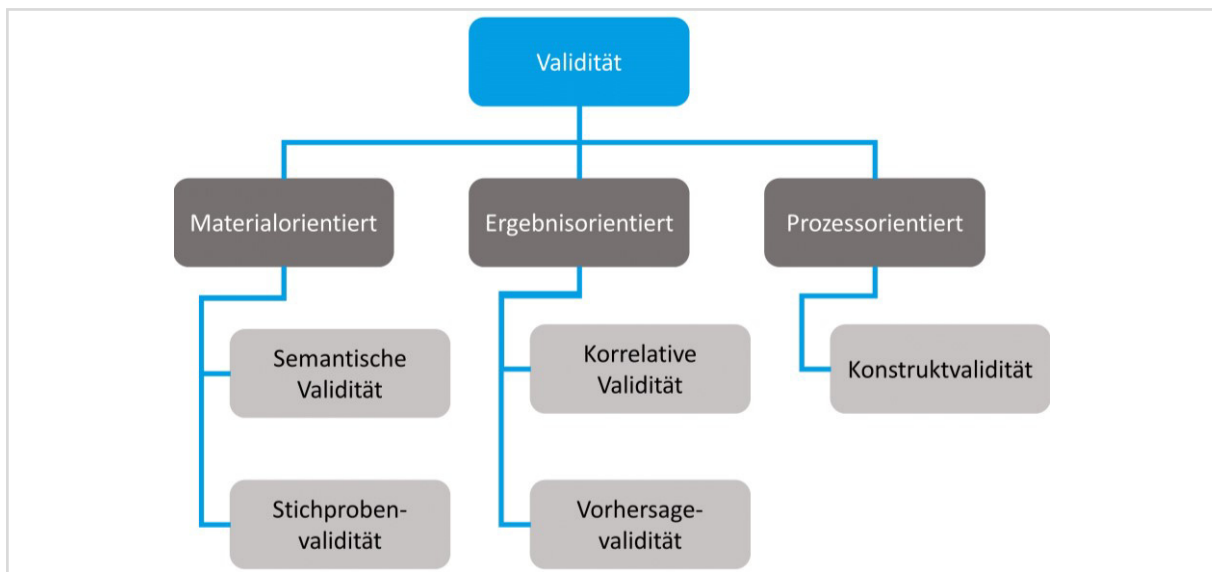 Validität
Materialorientiert
Ergebnisorientiert
Prozessorientiert
Semantische
Validität
Korrelative
Validität
Konstruktvalidität
Stichproben-
validität
Vorhersage-
validität